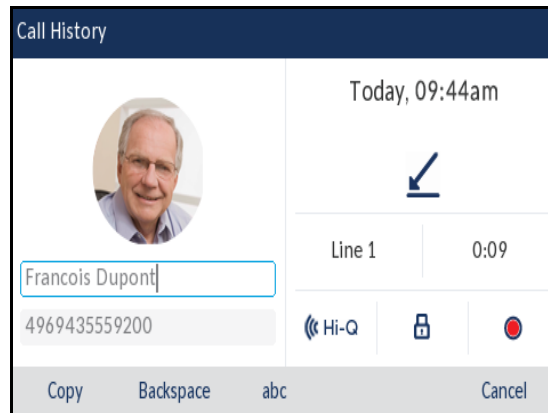 Call History
Today, 09:44am
Line 1
0:09
Francois Dupont
4969435559200
Hi-Q
Copy
Backspace
abc
Cancel